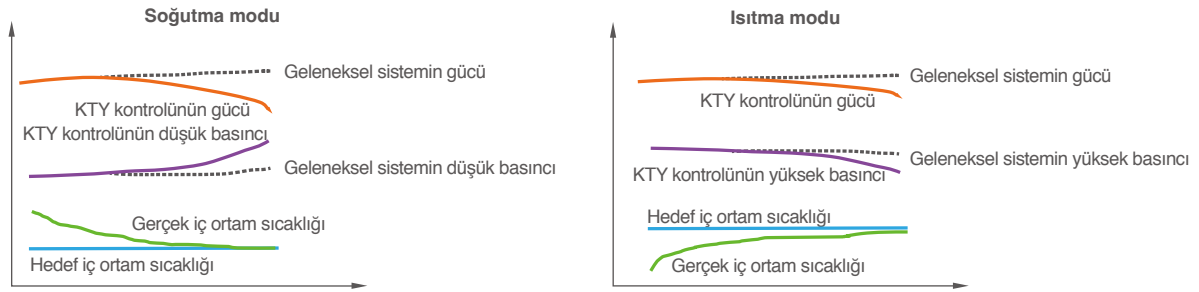 Soğutma modu
Geleneksel sistemin gücü
KTY kontrolünün gücü
KTY kontrolünün düşük basıncı
Geleneksel sistemin düşük basıncı
Gerçek iç ortam sıcaklığı
Hedef iç ortam sıcaklığı
Isıtma modu
Geleneksel sistemin gücü
KTY kontrolünün gücü
Geleneksel sistemin yüksek basıncı
KTY kontrolünün yüksek basıncı
Hedef iç ortam sıcaklığı
Gerçek iç ortam sıcaklığı